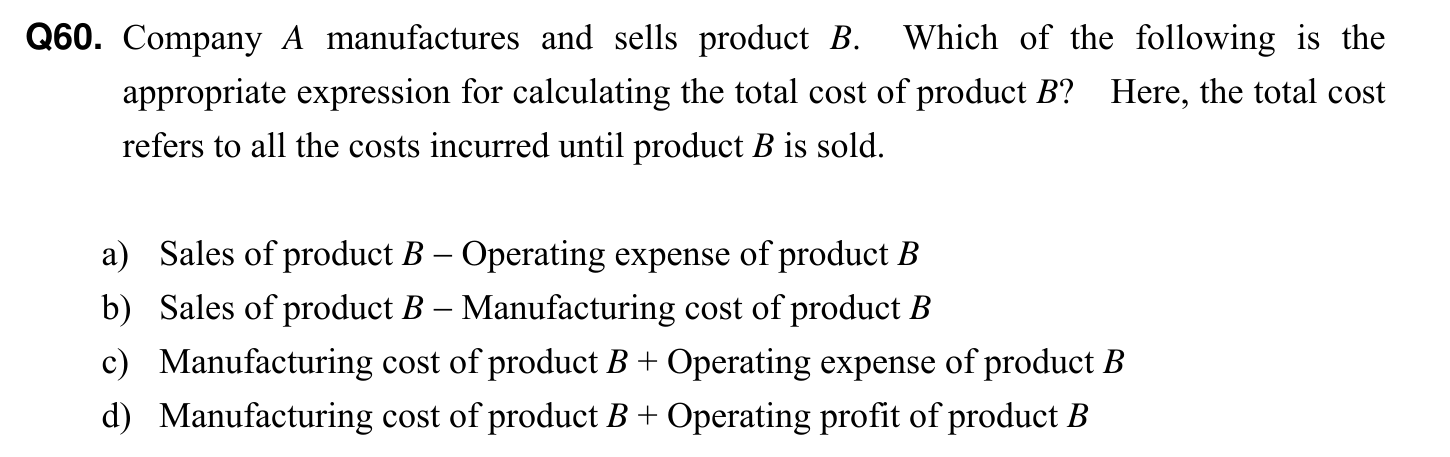 Q60. Company A manufactures and sells product B. Which of the following is the
appropriate expression for calculating the total cost of product B? Here, the total cost
refers to all the costs incurred until product B is sold.
a) Sales of product B – Operating expense of product B
b) Sales of product B – Manufacturing cost of product B
c) Manufacturing cost of product B + Operating expense of product B
d) Manufacturing cost of product B + Operating profit of product B